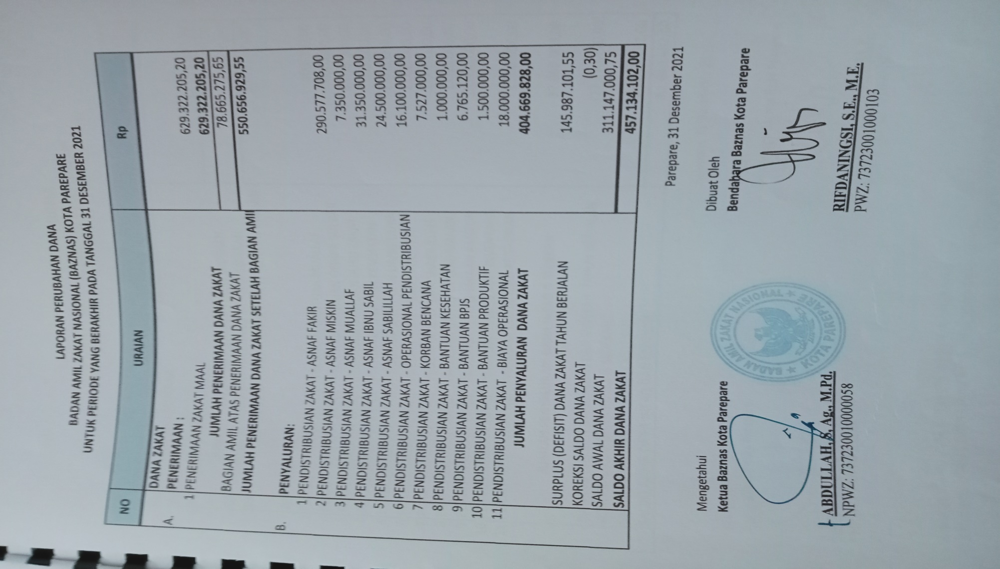 LAPORAN PERUBAHAN DANA
BADAN AMIL ZAKAT NASIONAL (BAZNAS) KOTA PAREPARE
UNTUK PERIODE YANG BERAKHIR PADA TANGGAL 31 DESEMBER 2021
NO URAIAN Rp
DANA ZAKAT
A. PENERIMAAN :
1 PENERIMAAN ZAKAT MAAL 629.322.205,20
JUMLAH PENERIMAAN DANA ZAKAT 629.322.205,20
BAGIAN AMIL ATAS PENERIMAAN DANA ZAKAT 78.665.275,65
JUMLAH PENERIMAAN DANA ZAKAT SETELAH BAGIAN AMIL 550.656.929,55
B. PENYALURAN:
1 PENDISTRIBUSIAN ZAKAT - ASNAF FAKIR 290.577.708,00
2 PENDISTRIBUSIAN ZAKAT - ASNAF MISKIN 7.350.000,00
3 PENDISTRIBUSIAN ZAKAT - ASNAF MUALLAF 31.350.000,00
4 PENDISTRIBUSIAN ZAKAT - ASNAF IBNU SABIL 24.500.000,00
5 PENDISTRIBUSIAN ZAKAT - ASNAF SABILILLAH 16.100.000,00
6 PENDISTRIBUSIAN ZAKAT - OPERASIONAL PENDISTRIBUSIAN 7.527.000,00
7 PENDISTRIBUSIAN ZAKAT - KORBAN BENCANA 1.000.000,00
8 PENDISTRIBUSIAN ZAKAT - BANTUAN KESEHATAN 6.765.120,00
9 PENDISTRIBUSIAN ZAKAT - BANTUAN BPJS 1.500.000,00
10 PENDISTRIBUSIAN ZAKAT - BANTUAN PRODUKTIF 18.000.000,00
11 PENDISTRIBUSIAN ZAKAT - BIAYA OPERASIONAL
JUMLAH PENYALURAN DANA ZAKAT 404.669.828,00
SURPLUS (DEFISIT) DANA ZAKAT TAHUN BERJALAN 145.987.101,55
KOREKSI SALDO DANA ZAKAT (0,30)
SALDO AWAL DANA ZAKAT 311.147.000,75
SALDO AKHIR DANA ZAKAT 457.134.102,00
Parepare, 31 Desember 2021
Mengetahui Dibuat Oleh
Ketua Baznas Kota Parepare Bendahara Baznas Kota Parepare
BADAN AMIL ZAKAT NASIONAL
KOTA PAREPARE
ABDULLAH, S, Ag., M.Pd. RIFDANINGSI, S.E., M.E.
NPWZ: 737230010000058 PWZ: 737230010000103